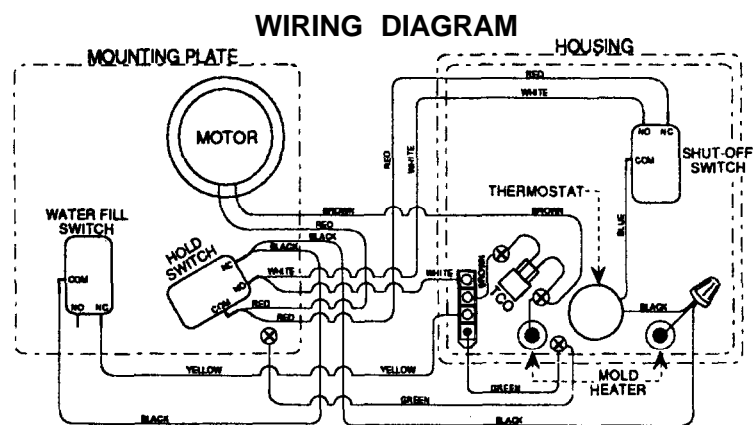 WIRING DIAGRAM
MOUNTING PLATE
HOUSING
RED
WHITE
MOTOR
RED
WHITE
NO NC
COM
SHUT-OFF
SWITCH
THERMOSTAT
BROWN
BROWN
RED
BLACK
BLACK
WATER FILL
SWITCH
HOLD
SWITCH
NC
NO
COM
COM
NO NC
WHITE
WHITE
BROWN
BLUE
TCO
RED
RED
BLACK
YELLOW
YELLOW
GREEN
GREEN
MOLD
HEATER
BLACK
BLACK